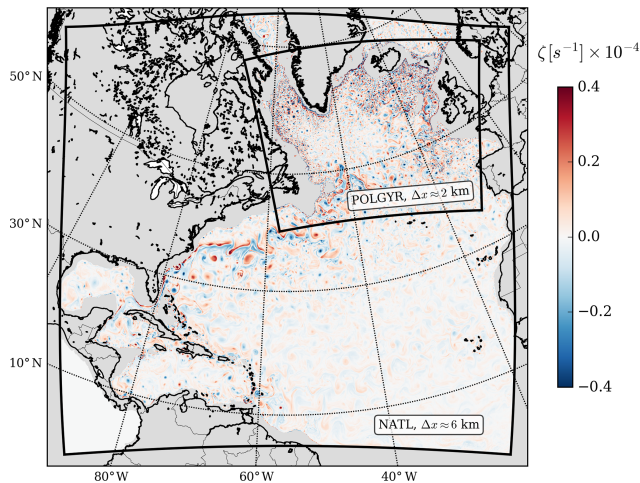 ζ[s⁻¹] × 10⁻⁴
50°N
30°N
10°N
80°W
60°W
40°W
POLGYR, Δx ≈ 2 km
NATL, Δx ≈ 6 km
0.4
0.2
0.0
−0.2
−0.4